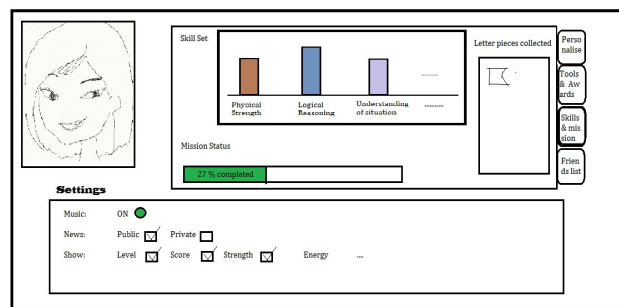 Skill Set
Letter pieces collected
Perso
nalise
Tools
& Aw
ards
Skills
& mis
sion
Frien
ds list
Physical
Strength
Logical
Reasoning
Understanding
of situation
..........
..........
Mission Status
27 % completed
Settings
Music: ON
News: Public Private
Show: Level Score Strength Energy ....